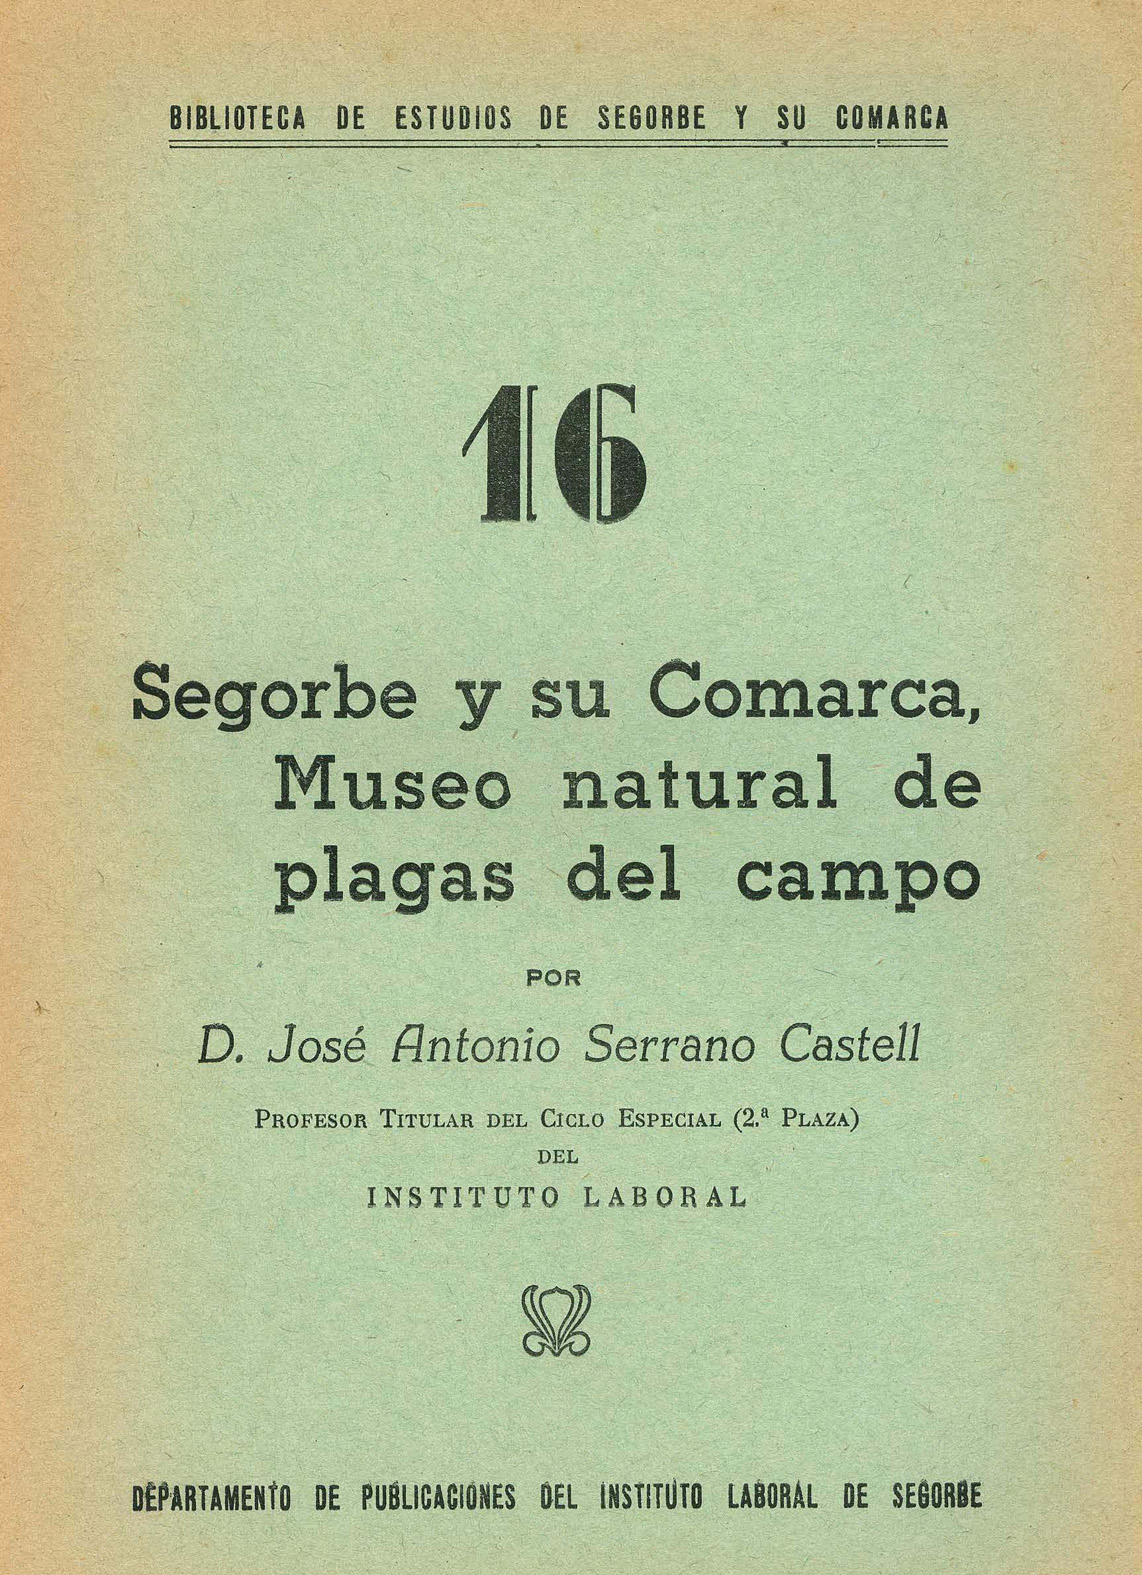 BIBLIOTECA DE ESTUDIOS DE SEGORBE Y SU COMARCA
16
Segorbe y su Comarca,
Museo natural de
plagas del campo
POR
D. José Antonio Serrano Castell
PROFESOR TITULAR DEL CICLO ESPECIAL (2.ª PLAZA)
DEL
INSTITUTO LABORAL
DEPARTAMENTO DE PUBLICACIONES DEL INSTITUTO LABORAL DE SEGORBE